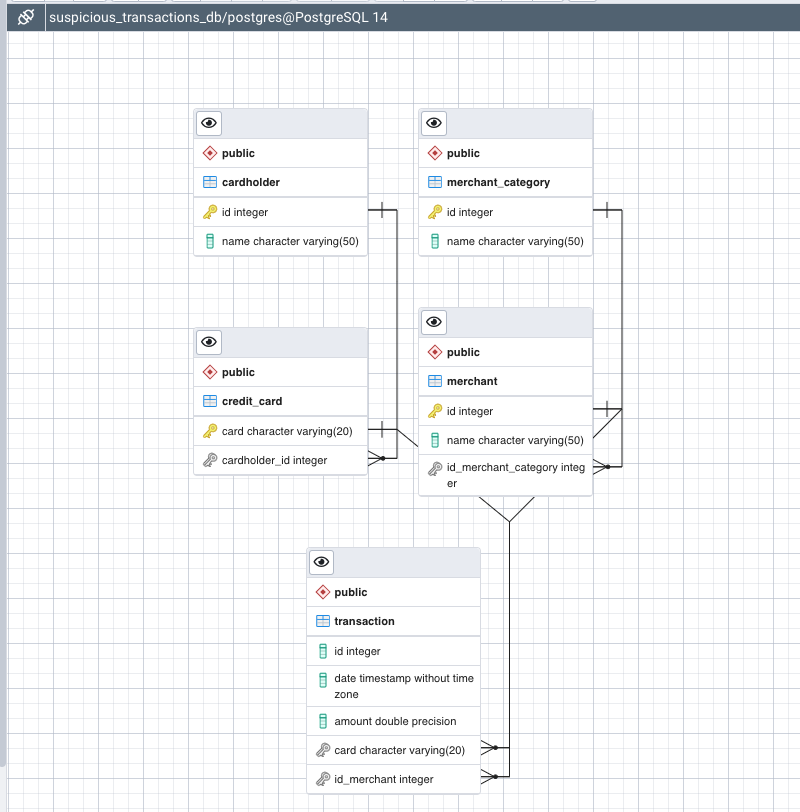 suspicious_transactions_db/postgres@PostgreSQL 14
public
cardholder
id integer
name character varying(50)
public
merchant_category
id integer
name character varying(50)
public
credit_card
card character varying(20)
cardholder_id integer
public
merchant
id integer
name character varying(50)
id_merchant_category integ
er
public
transaction
id integer
date timestamp without time
zone
amount double precision
card character varying(20)
id_merchant integer